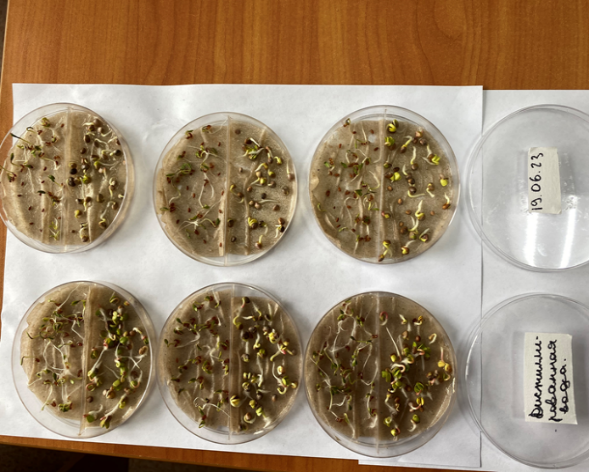 19.06.23
Дистилли-
рованная
вода.